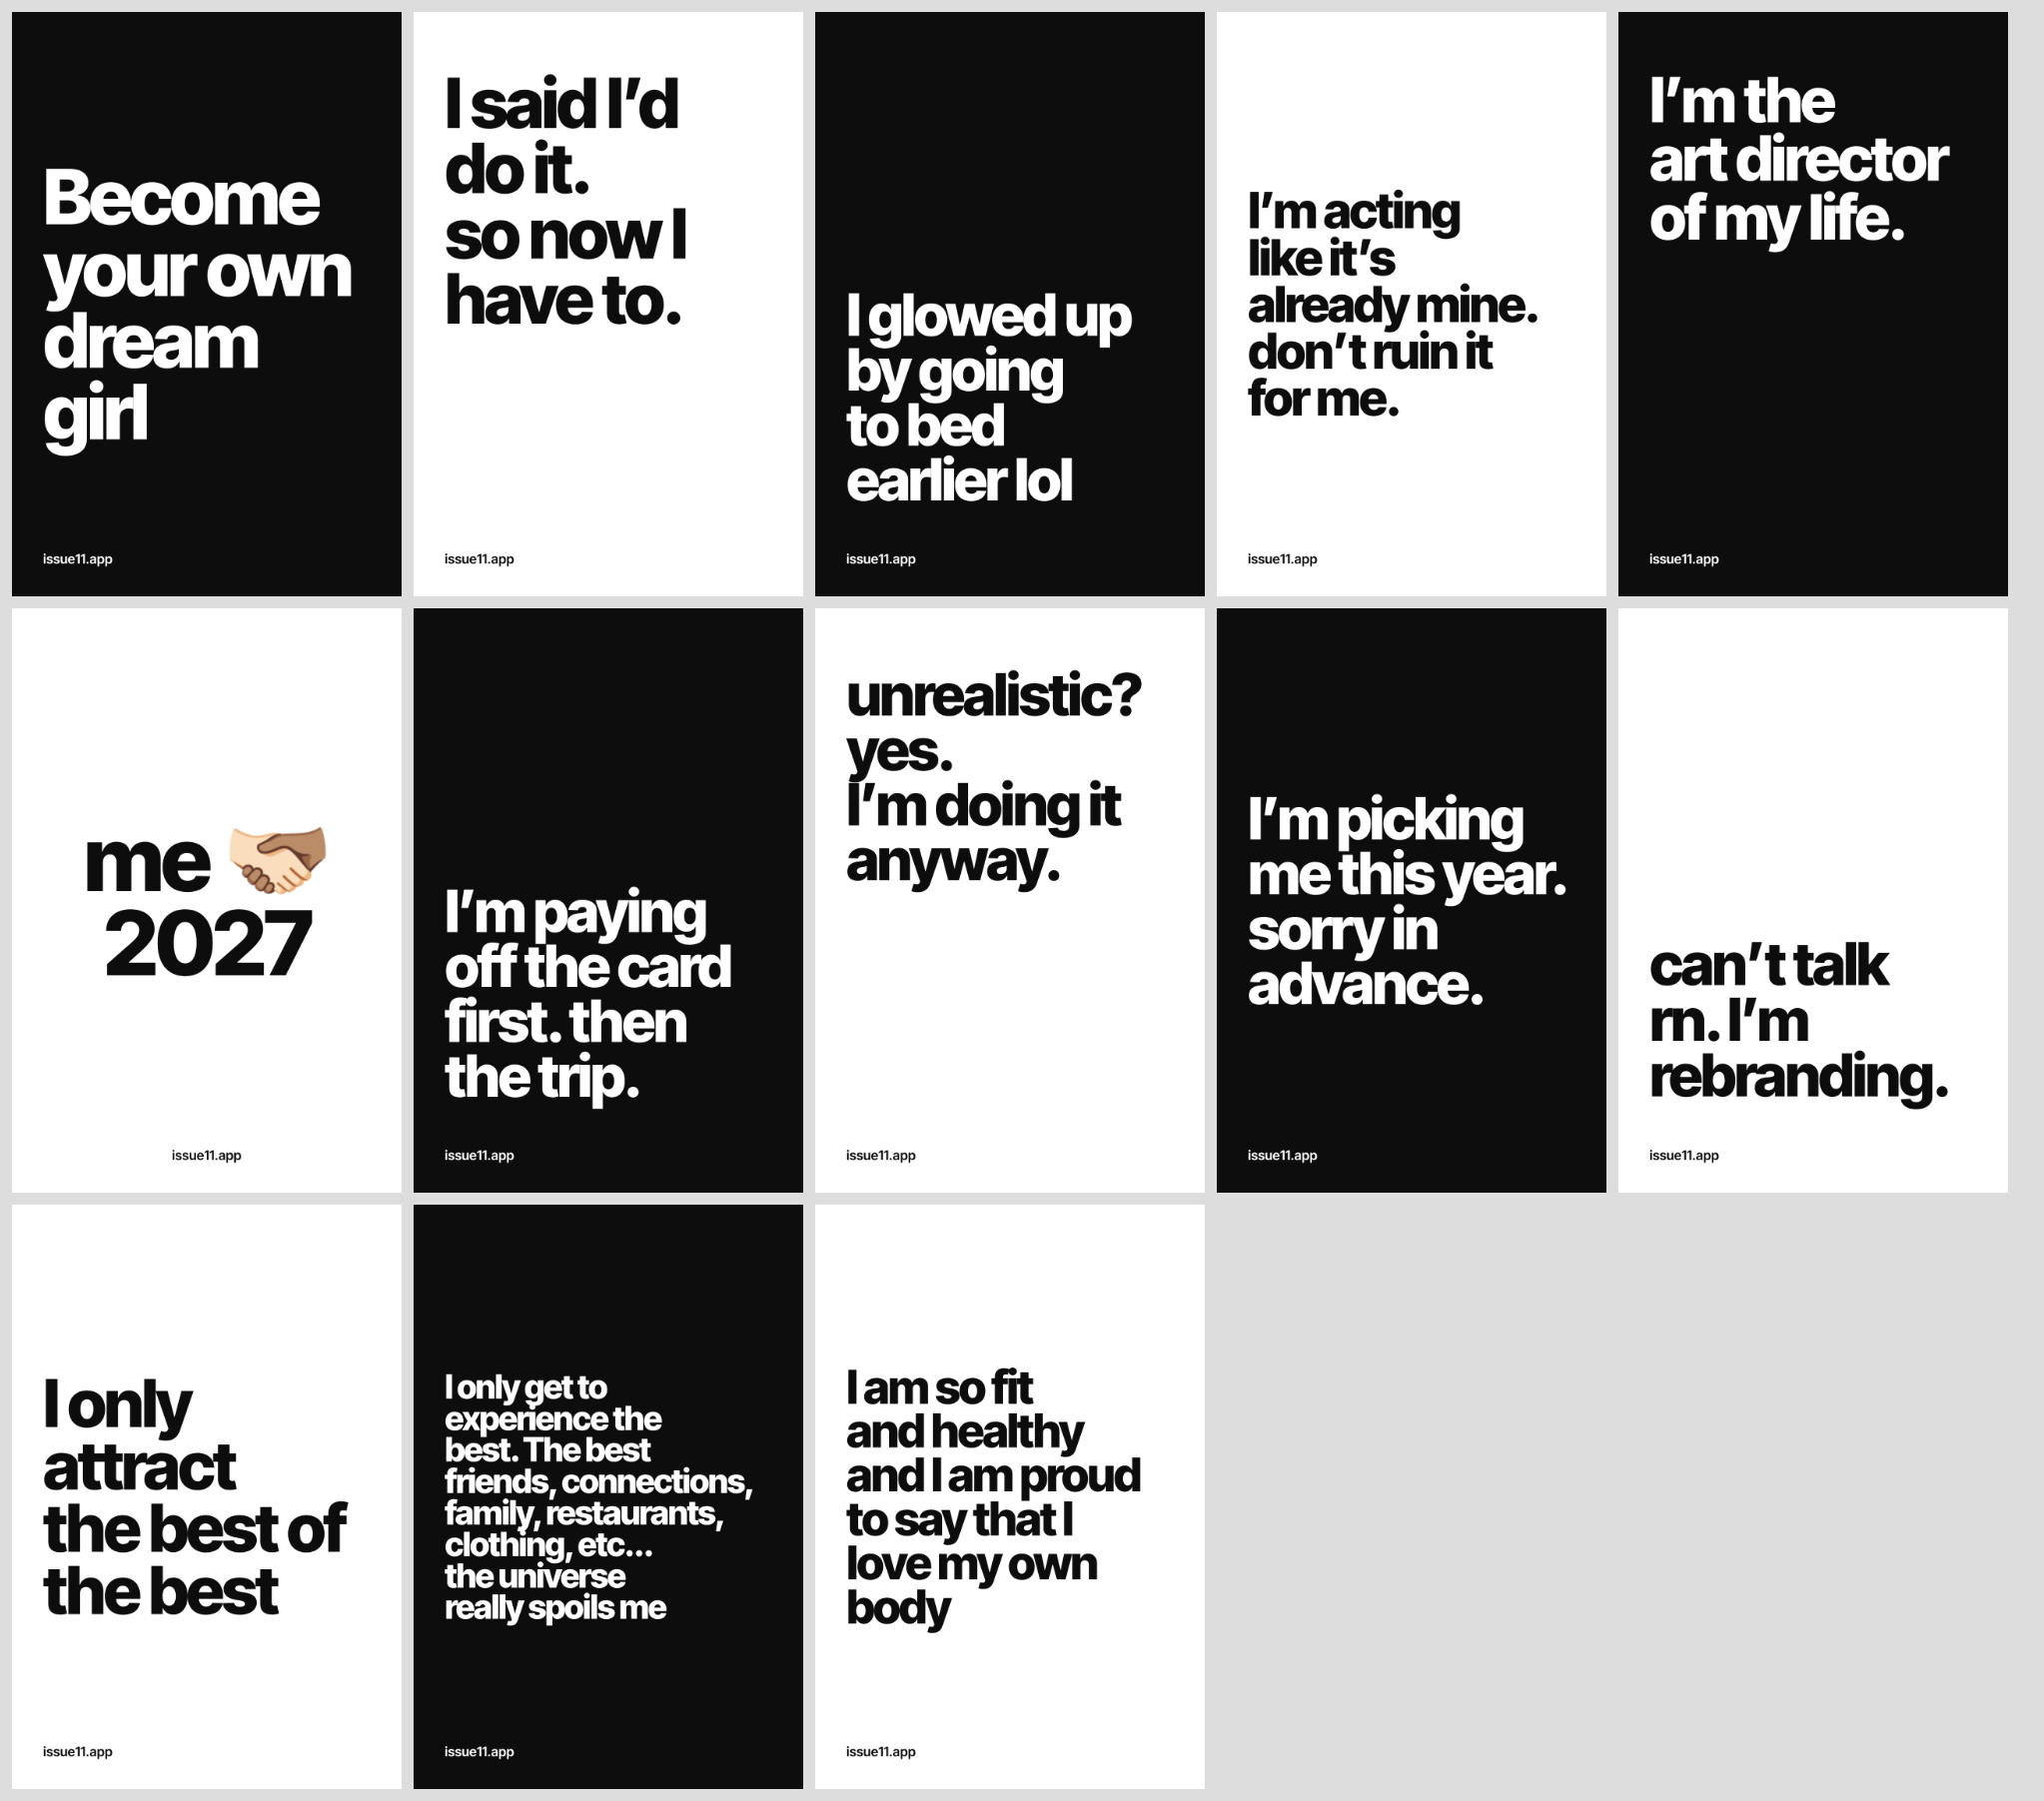 Become
your own
dream
girl
issue11.app
I said I’d
do it.
so now I
have to.
issue11.app
I glowed up
by going
to bed
earlier lol
issue11.app
I’m acting
like it’s
already mine.
don’t ruin it
for me.
issue11.app
I’m the
art director
of my life.
issue11.app
me 🤝
2027
issue11.app
I’m paying
off the card
first. then
the trip.
issue11.app
unrealistic?
yes.
I’m doing it
anyway.
issue11.app
I’m picking
me this year.
sorry in
advance.
issue11.app
can’t talk
rn. I’m
rebranding.
issue11.app
I only
attract
the best of
the best
issue11.app
I only get to
experience the
best. The best
friends, connections,
family, restaurants,
clothing, etc...
the universe
really spoils me
issue11.app
I am so fit
and healthy
and I am proud
to say that I
love my own
body
issue11.app